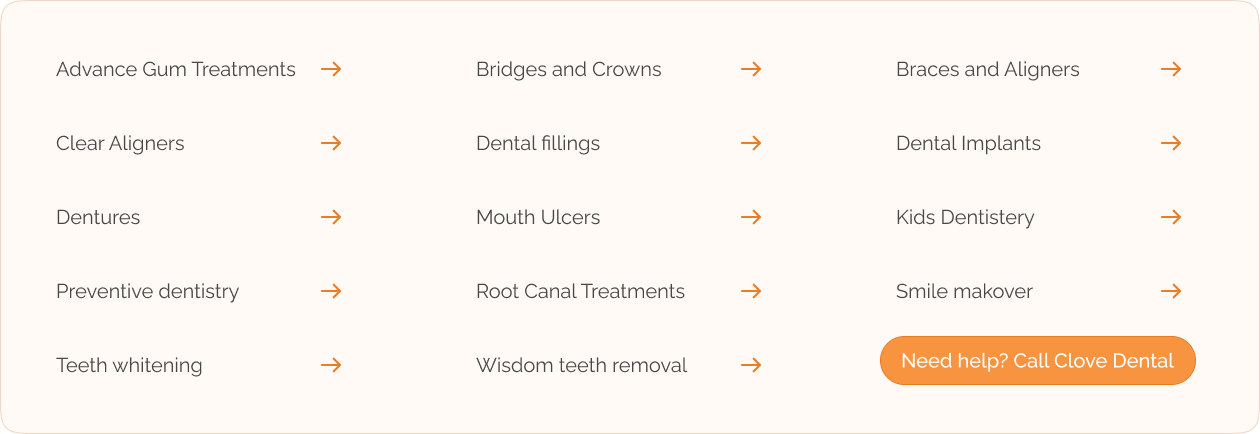 Advance Gum Treatments
Bridges and Crowns
Braces and Aligners
Clear Aligners
Dental fillings
Dental Implants
Dentures
Mouth Ulcers
Kids Dentistery
Preventive dentistry
Root Canal Treatments
Smile makover
Teeth whitening
Wisdom teeth removal
Need help? Call Clove Dental